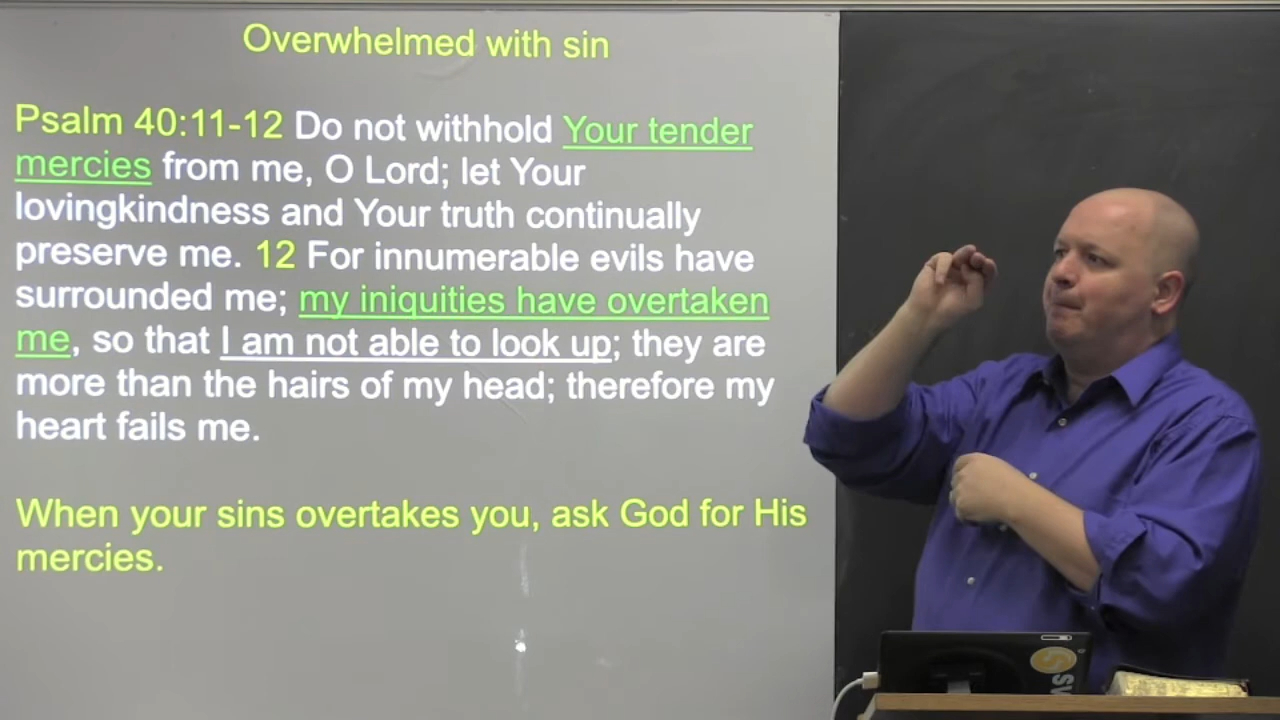 Overwhelmed with sin
Psalm 40:11-12 Do not withhold Your tender
mercies from me, O Lord; let Your
lovingkindness and Your truth continually
preserve me. 12 For innumerable evils have
surrounded me; my iniquities have overtaken
me, so that I am not able to look up; they are
more than the hairs of my head; therefore my
heart fails me.
When your sins overtakes you, ask God for His
mercies.